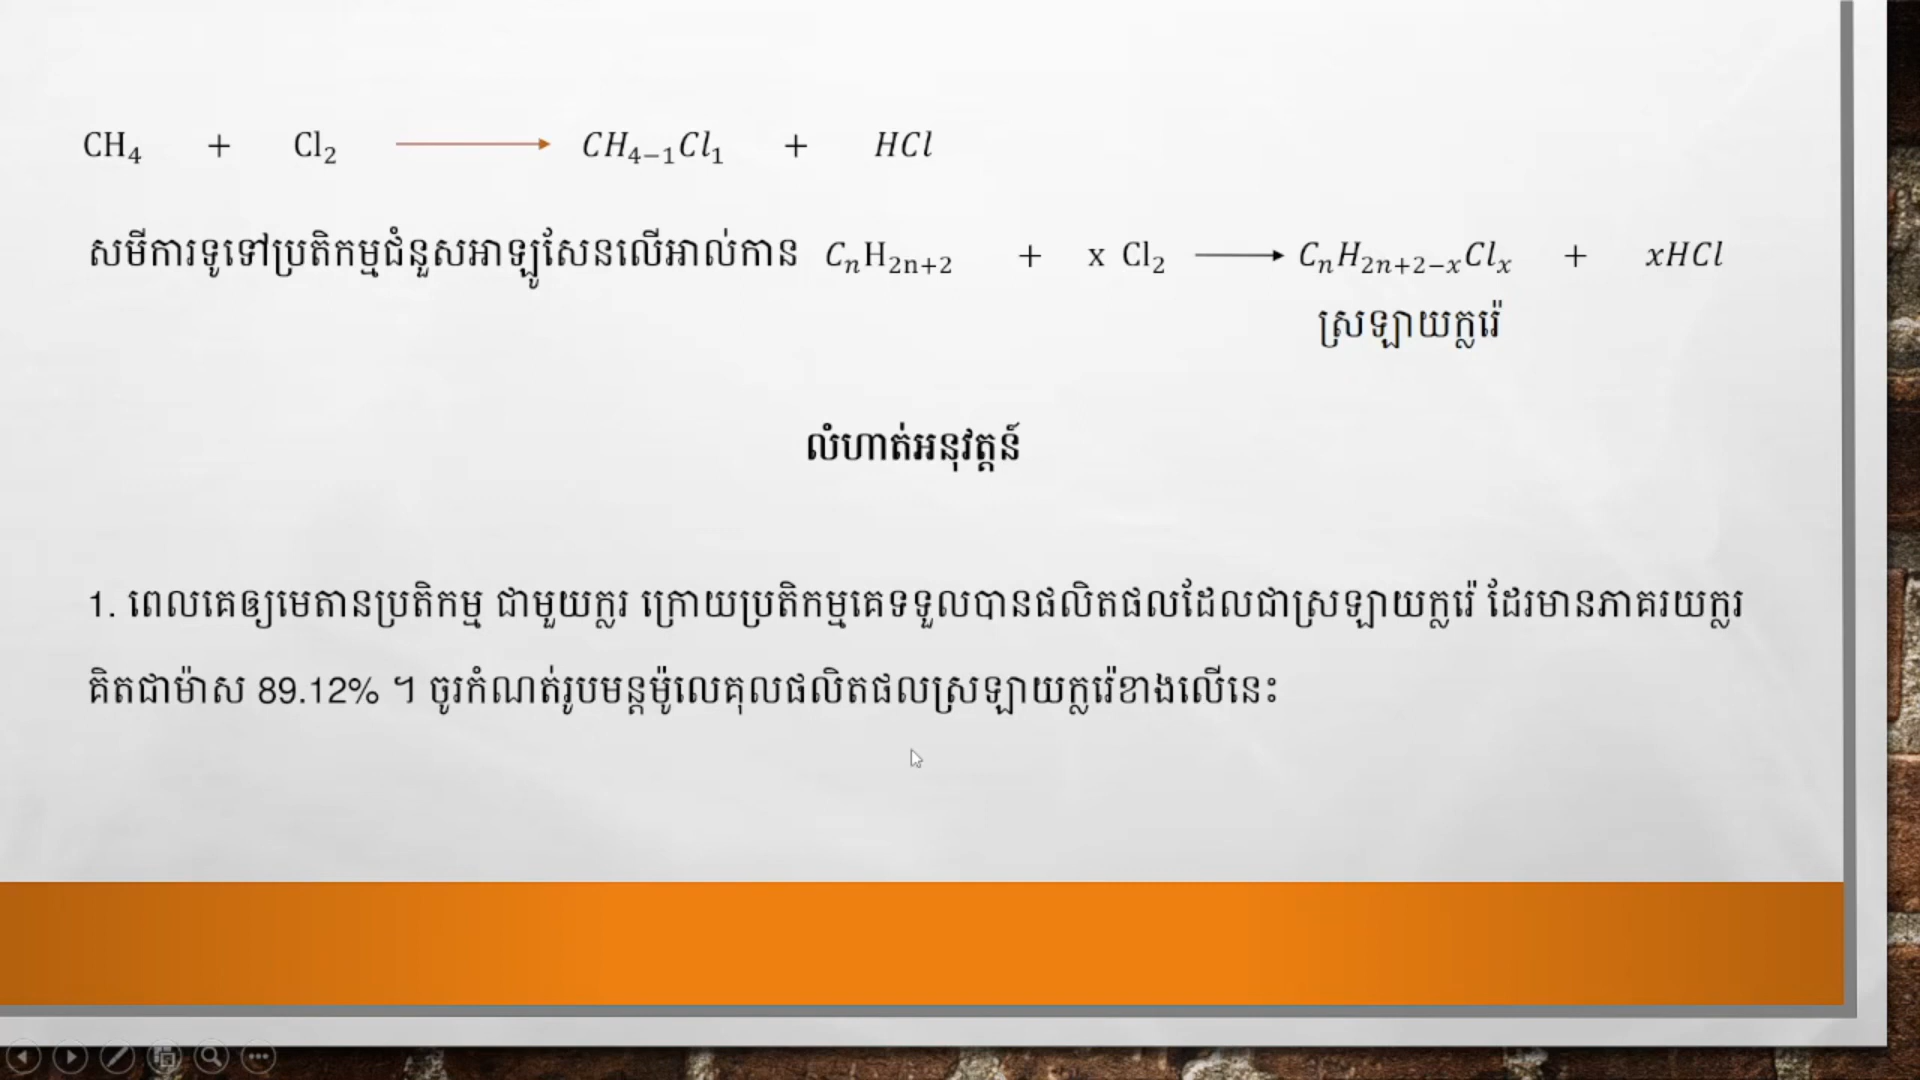 CH₄ + Cl₂ ⟶ CH₄₋₁Cl₁ + HCl
សមីការទូទៅប្រតិកម្មជំនួសអាឡូសែនលើអាល់កាន CₙH₂ₙ₊₂ + x Cl₂ ⟶ CₙH₂ₙ₊₂₋ₓClₓ + xHCl
ស្រឡាយក្លរ៉េ
លំហាត់អនុវត្តន៍
1. ពេលគេឲ្យមេតានប្រតិកម្ម ជាមួយក្លរ ក្រោយប្រតិកម្មគេទទួលបានផលិតផលដែលជាស្រឡាយក្លរ៉េ ដែរមានភាគរយក្លរ
គិតជាម៉ាស 89.12% ។ ចូរកំណត់រូបមន្តម៉ូលេគុលផលិតផលស្រឡាយក្លរ៉េខាងលើនេះ